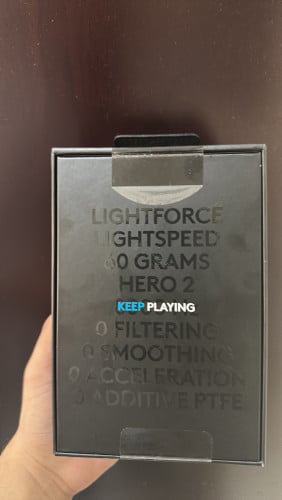 LIGHTFORCE
LIGHTSPEED
60 GRAMS
HERO 2
KEEP PLAYING
0 FILTERING
0 SMOOTHING
0 ACCELERATION
0 ADDITIVE PTFE